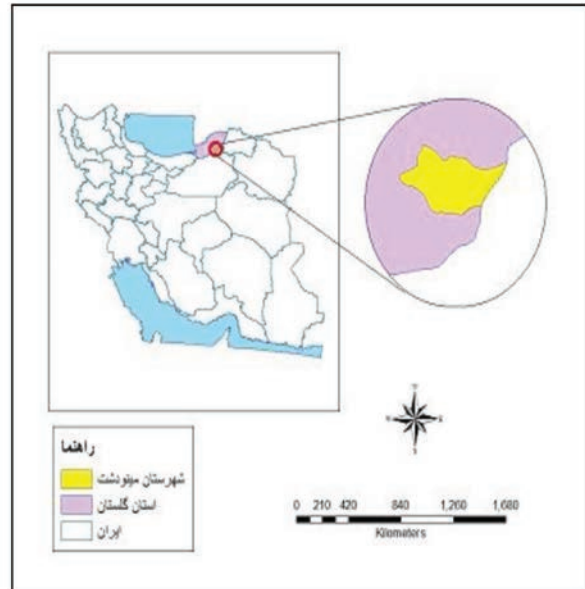 راهنما
شهرستان مینودشت
استان گلستان
ایران
0 210 420 840 1,260 1,680
Kilometers